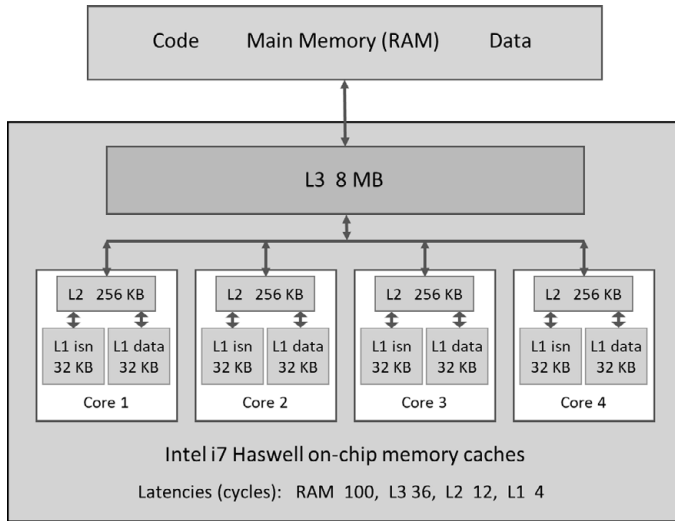 Code Main Memory (RAM) Data
L3 8 MB
L2 256 KB
L2 256 KB
L2 256 KB
L2 256 KB
L1 isn
32 KB
L1 data
32 KB
L1 isn
32 KB
L1 data
32 KB
L1 isn
32 KB
L1 data
32 KB
L1 isn
32 KB
L1 data
32 KB
Core 1
Core 2
Core 3
Core 4
Intel i7 Haswell on-chip memory caches
Latencies (cycles): RAM 100, L3 36, L2 12, L1 4